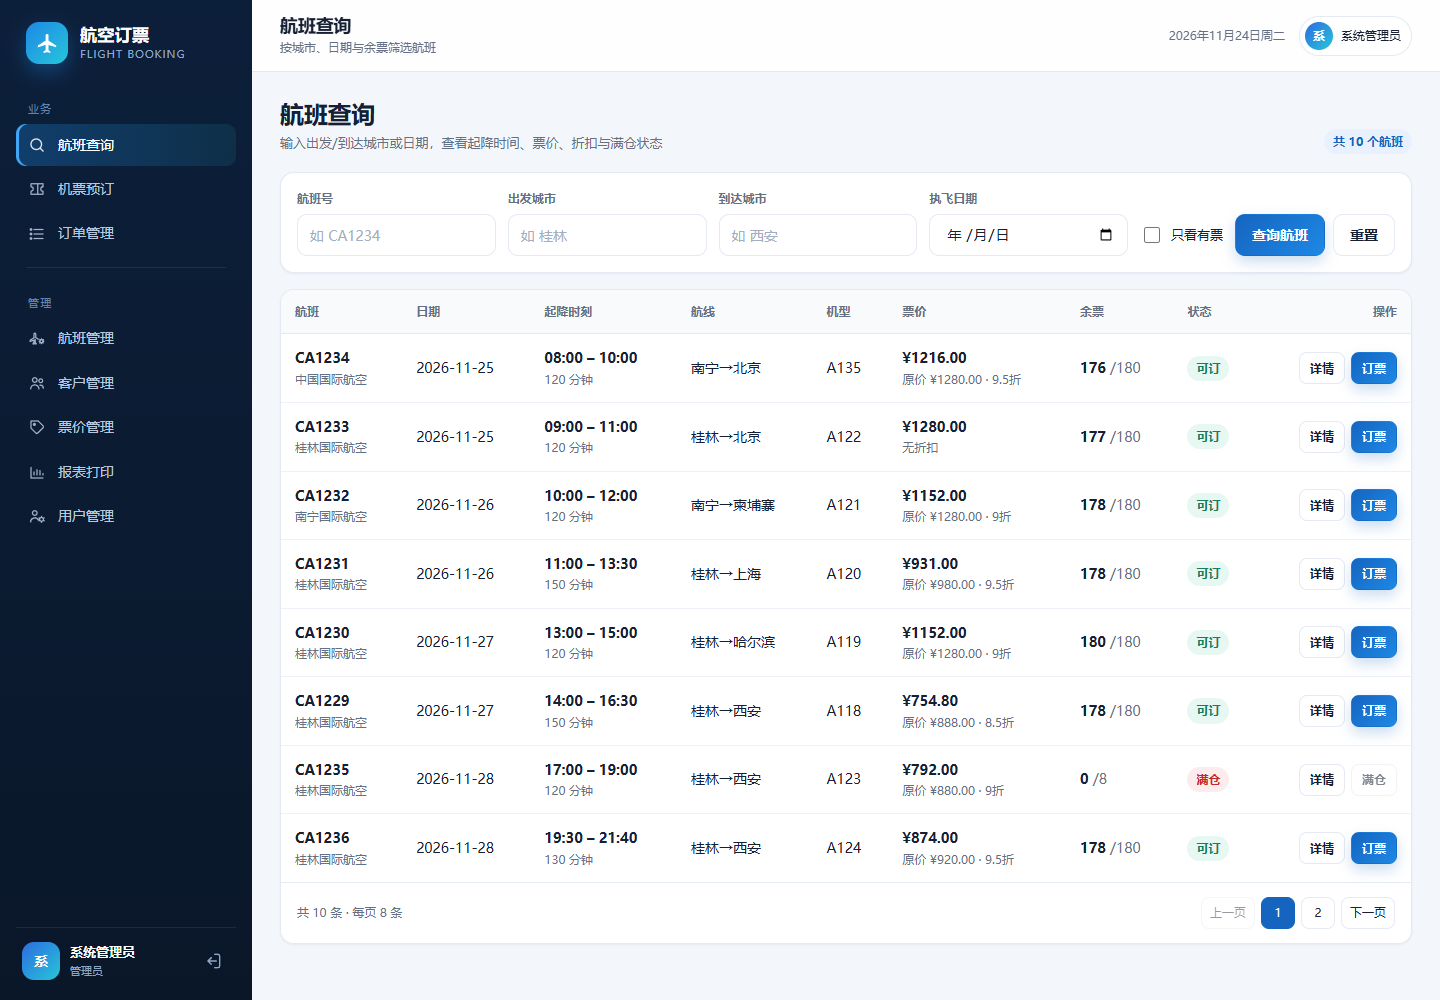 航空订票
FLIGHT BOOKING
业务
航班查询
机票预订
订单管理
管理
航班管理
客户管理
票价管理
报表打印
用户管理
系 系统管理员
管理员
航班查询
按城市、日期与余票筛选航班
2026年11月24日周二 系 系统管理员
航班查询
输入出发/到达城市或日期，查看起降时间、票价、折扣与满仓状态
共 10 个航班
航班号 出发城市 到达城市 执飞日期
如 CA1234 如 桂林 如 西安 年 /月/日 只看有票 查询航班 重置
航班 日期 起降时刻 航线 机型 票价 余票 状态 操作
CA1234 2026-11-25 08:00 – 10:00 南宁→北京 A135 ¥1216.00 176 /180 可订 详情 订票
中国国际航空 120 分钟 原价 ¥1280.00 · 9.5折
CA1233 2026-11-25 09:00 – 11:00 桂林→北京 A122 ¥1280.00 177 /180 可订 详情 订票
桂林国际航空 120 分钟 无折扣
CA1232 2026-11-26 10:00 – 12:00 南宁→柬埔寨 A121 ¥1152.00 178 /180 可订 详情 订票
南宁国际航空 120 分钟 原价 ¥1280.00 · 9折
CA1231 2026-11-26 11:00 – 13:30 桂林→上海 A120 ¥931.00 178 /180 可订 详情 订票
桂林国际航空 150 分钟 原价 ¥980.00 · 9.5折
CA1230 2026-11-27 13:00 – 15:00 桂林→哈尔滨 A119 ¥1152.00 180 /180 可订 详情 订票
桂林国际航空 120 分钟 原价 ¥1280.00 · 9折
CA1229 2026-11-27 14:00 – 16:30 桂林→西安 A118 ¥754.80 178 /180 可订 详情 订票
桂林国际航空 150 分钟 原价 ¥888.00 · 8.5折
CA1235 2026-11-28 17:00 – 19:00 桂林→西安 A123 ¥792.00 0 /8 满仓 详情 满仓
桂林国际航空 120 分钟 原价 ¥880.00 · 9折
CA1236 2026-11-28 19:30 – 21:40 桂林→西安 A124 ¥874.00 178 /180 可订 详情 订票
桂林国际航空 130 分钟 原价 ¥920.00 · 9.5折
共 10 条 · 每页 8 条 上一页 1 2 下一页